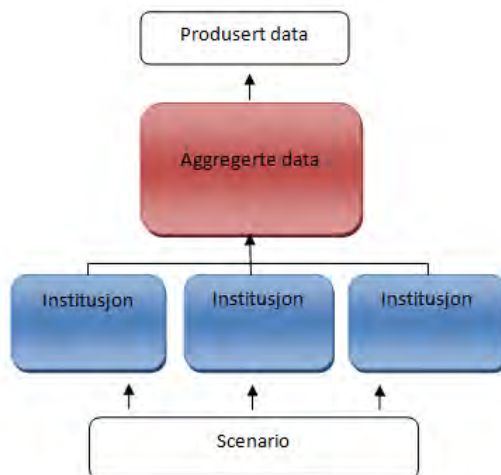 Produsert data
Aggregerte data
Institusjon
Institusjon
Institusjon
Scenario